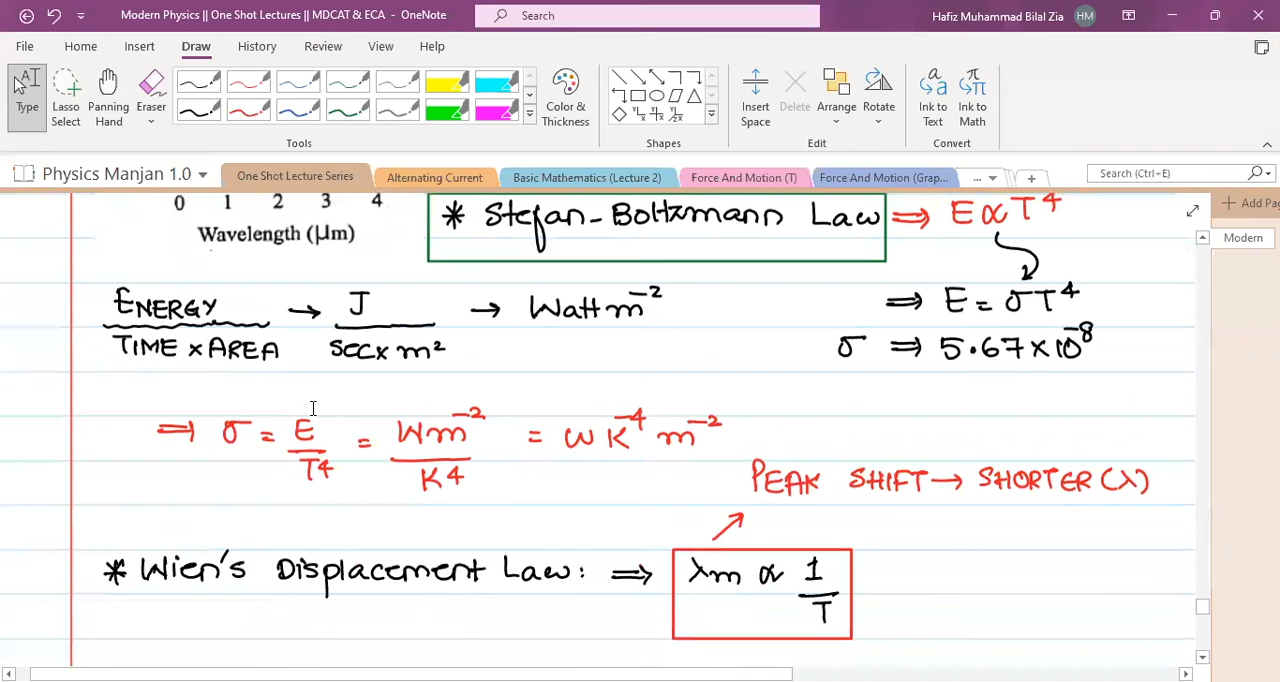 Modern Physics || One Shot Lectures || MDCAT & ECA - OneNote
Search
Hafiz Muhammad Bilal Zia HM
File Home Insert Draw History Review View Help
Type Lasso Select Panning Hand Eraser Color & Thickness Insert Space Delete Arrange Rotate Ink to Text Ink to Math
Tools Shapes Edit Convert
Physics Manjan 1.0 One Shot Lecture Series Alternating Current Basic Mathematics (Lecture 2) Force And Motion (T) Force And Motion (Grap... ... Search (Ctrl+E)
+ Add Pag
Modern
0 1 2 3 4
Wavelength (μm)
* Stefan-Boltzmann Law ⇒ E ∝ T⁴
ENERGY / TIME × AREA → J / SEC × m² → Watt m⁻²
⇒ E = σT⁴
σ ⇒ 5.67×10⁻⁸
⇒ σ = E/T⁴ = Wm⁻²/K⁴ = W K⁻⁴ m⁻²
PEAK SHIFT → SHORTER (λ)
* Wien's Displacement Law: ⇒ λm ∝ 1/T